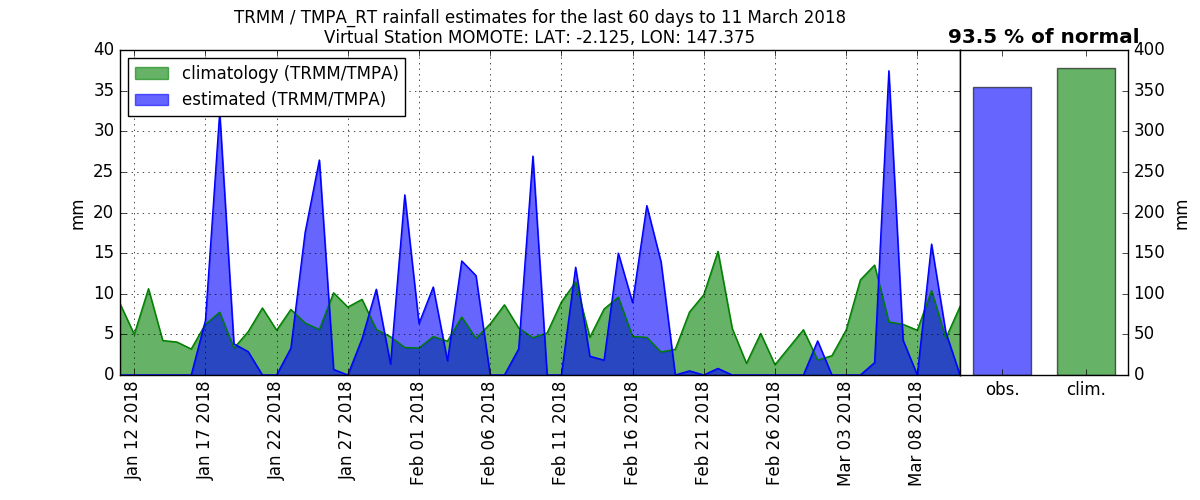 TRMM / TMPA_RT rainfall estimates for the last 60 days to 11 March 2018
Virtual Station MOMOTE: LAT: -2.125, LON: 147.375
93.5 % of normal
climatology (TRMM/TMPA)
estimated (TRMM/TMPA)
mm
40
35
30
25
20
15
10
5
0
Jan 12 2018
Jan 17 2018
Jan 22 2018
Jan 27 2018
Feb 01 2018
Feb 06 2018
Feb 11 2018
Feb 16 2018
Feb 21 2018
Feb 26 2018
Mar 03 2018
Mar 08 2018
obs.
clim.
400
350
300
250
200
150
100
50
0
mm